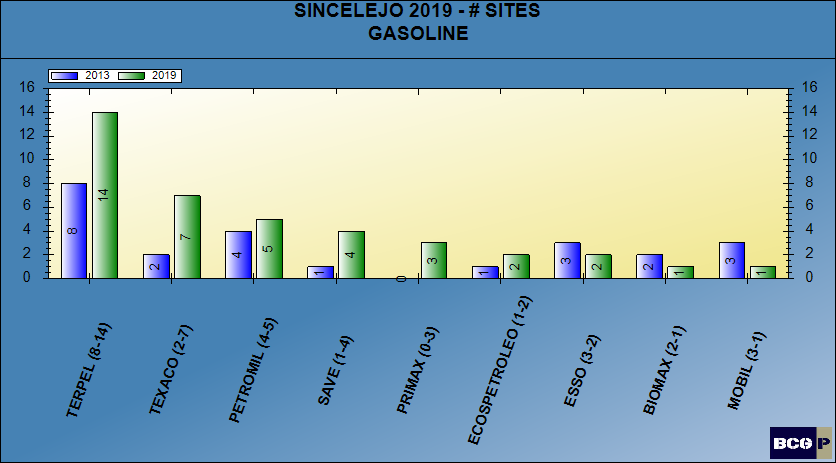 SINCELEJO 2019 - # SITES
GASOLINE
2013 2019
16 16
14 14
12 12
10 10
8 8
6 6
4 4
2 2
0 0
8 14 2 7 4 5 1 4 0 3 1 2 3 2 2 1 3 1
TERPEL (8-14)
TEXACO (2-7)
PETROMIL (4-5)
SAVE (1-4)
PRIMAX (0-3)
ECOSPETROLEO (1-2)
ESSO (3-2)
BIOMAX (2-1)
MOBIL (3-1)
BCG P